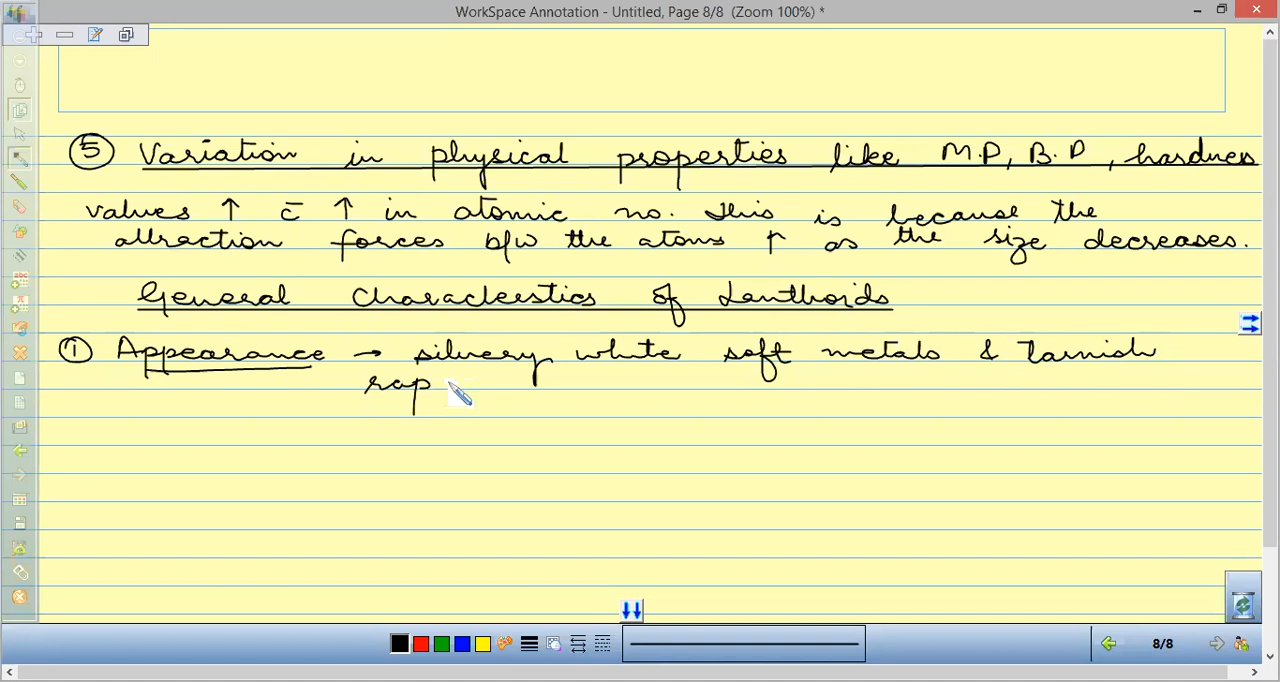 WorkSpace Annotation - Untitled, Page 8/8 (Zoom 100%) *
⑤ Variation in physical properties like M.P, B.P, hardness
values ↑ c̄ ↑ in atomic no. This is because the
attraction forces b/w the atoms ↑ as the size decreases.
General Characteristics of Lanthoids
① Appearance → silvery white soft metals & tarnish
rap
8/8